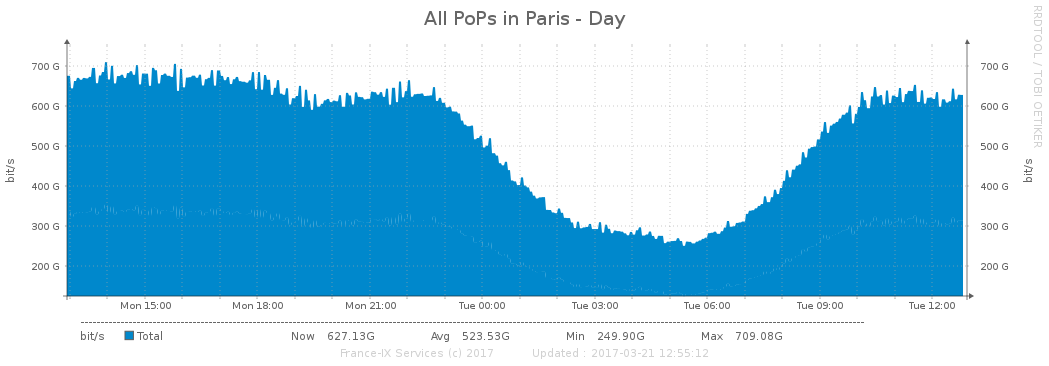 All PoPs in Paris - Day
RRDTOOL / TOBI OETIKER
bit/s
bit/s
700 G 700 G
600 G 600 G
500 G 500 G
400 G 400 G
300 G 300 G
200 G 200 G
Mon 15:00 Mon 18:00 Mon 21:00 Tue 00:00 Tue 03:00 Tue 06:00 Tue 09:00 Tue 12:00
bit/s Total Now 627.13G Avg 523.53G Min 249.90G Max 709.08G
France-IX Services (c) 2017 Updated : 2017-03-21 12:55:12